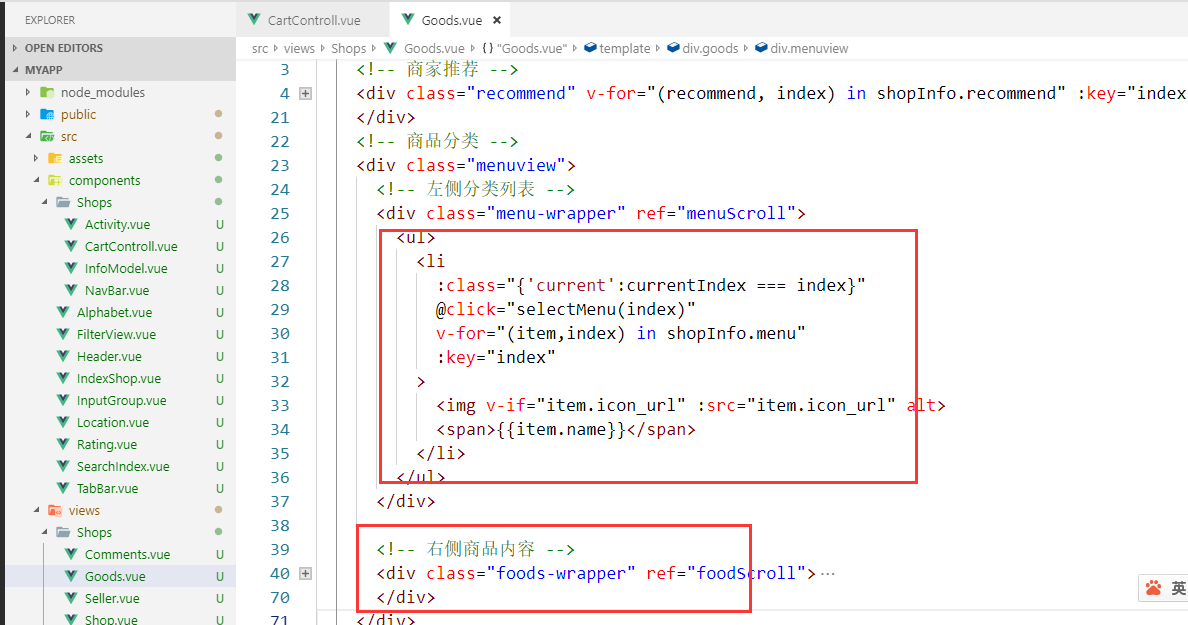 EXPLORER
OPEN EDITORS
MYAPP
node_modules
public
src
assets
components
Shops
Activity.vue U
CartControll.vue U
InfoModel.vue U
NavBar.vue U
Alphabet.vue U
FilterView.vue U
Header.vue U
IndexShop.vue U
InputGroup.vue U
Location.vue U
Rating.vue U
SearchIndex.vue U
TabBar.vue U
views
Shops
Comments.vue U
Goods.vue U
Seller.vue U
Shop.vue U
CartControll.vue Goods.vue ×
src views Shops Goods.vue {} "Goods.vue" template div.goods div.menuview
3 <!-- 商家推荐 -->
4 <div class="recommend" v-for="(recommend, index) in shopInfo.recommend" :key="index
21 </div>
22 <!-- 商品分类 -->
23 <div class="menuview">
24 <!-- 左侧分类列表 -->
25 <div class="menu-wrapper" ref="menuScroll">
26 <ul>
27 <li
28 :class="{'current':currentIndex === index}"
29 @click="selectMenu(index)"
30 v-for="(item,index) in shopInfo.menu"
31 :key="index"
32 >
33 <img v-if="item.icon_url" :src="item.icon_url" alt>
34 <span>{{item.name}}</span>
35 </li>
36 </ul>
37 </div>
38
39 <!-- 右侧商品内容 -->
40 <div class="foods-wrapper" ref="foodScroll">···
70 </div>
71 </div>
英